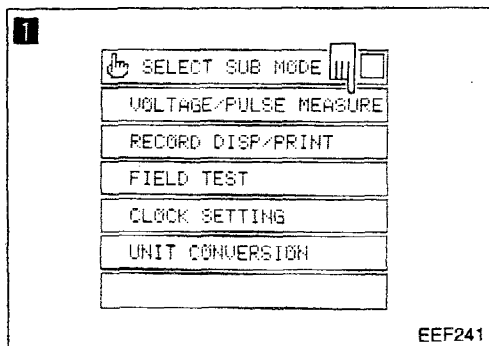 1
SELECT SUB MODE
VOLTAGE/PULSE MEASURE
RECORD DISP/PRINT
FIELD TEST
CLOCK SETTING
UNIT CONVERSION
EEF241